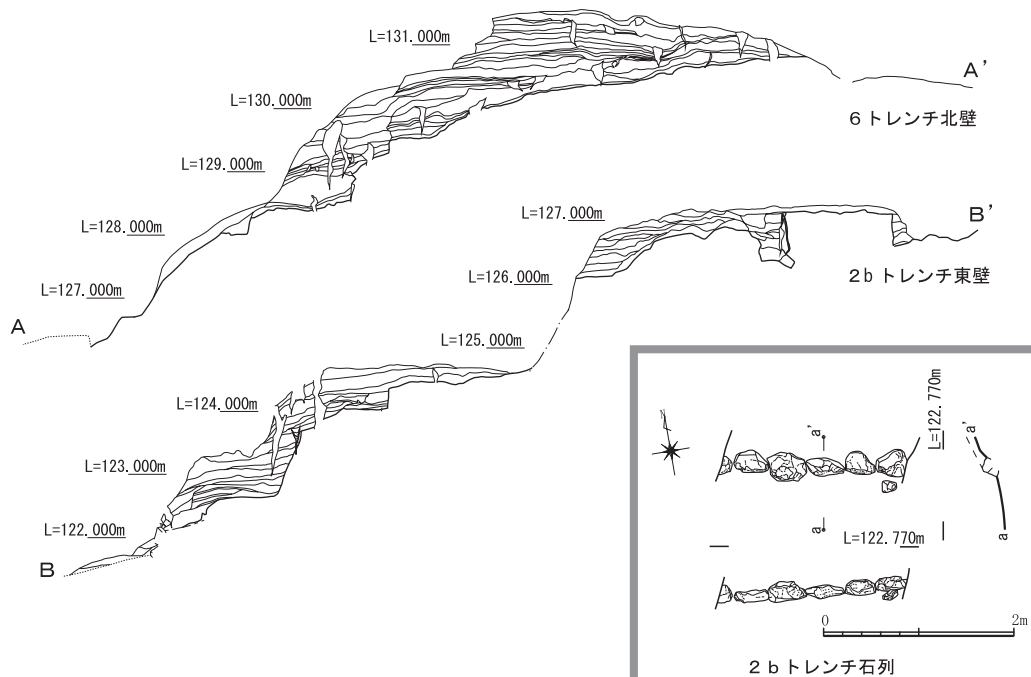 L=131.000m
A'
L=130.000m
6トレンチ北壁
L=129.000m
L=128.000m
L=127.000m
A
L=127.000m
B'
L=126.000m
2bトレンチ東壁
L=125.000m
L=124.000m
L=123.000m
L=122.000m
B
L=122.770m
a'
a'
a
a
L=122.770m
0
2m
2bトレンチ石列